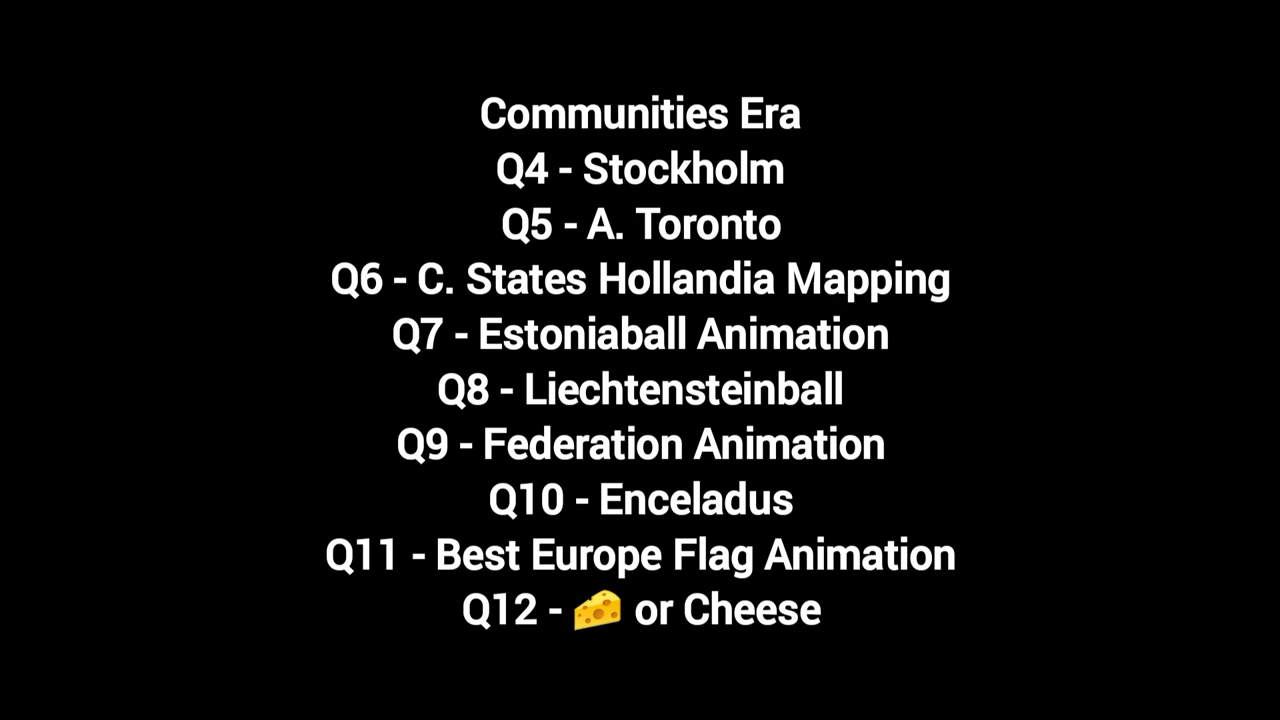 Communities Era
Q4 - Stockholm
Q5 - A. Toronto
Q6 - C. States Hollandia Mapping
Q7 - Estoniaball Animation
Q8 - Liechtensteinball
Q9 - Federation Animation
Q10 - Enceladus
Q11 - Best Europe Flag Animation
Q12 - 🧀 or Cheese